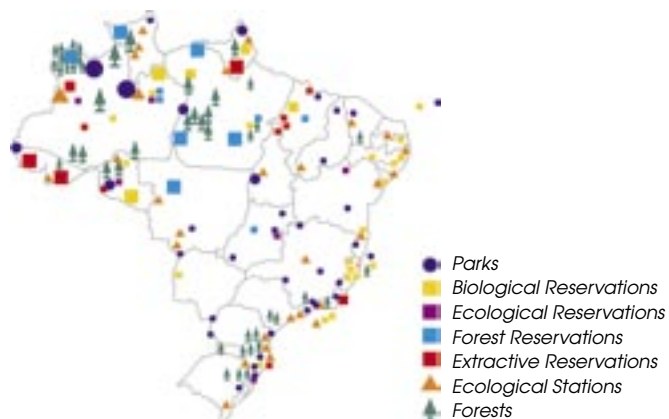 Parks
Biological Reservations
Ecological Reservations
Forest Reservations
Extractive Reservations
Ecological Stations
Forests